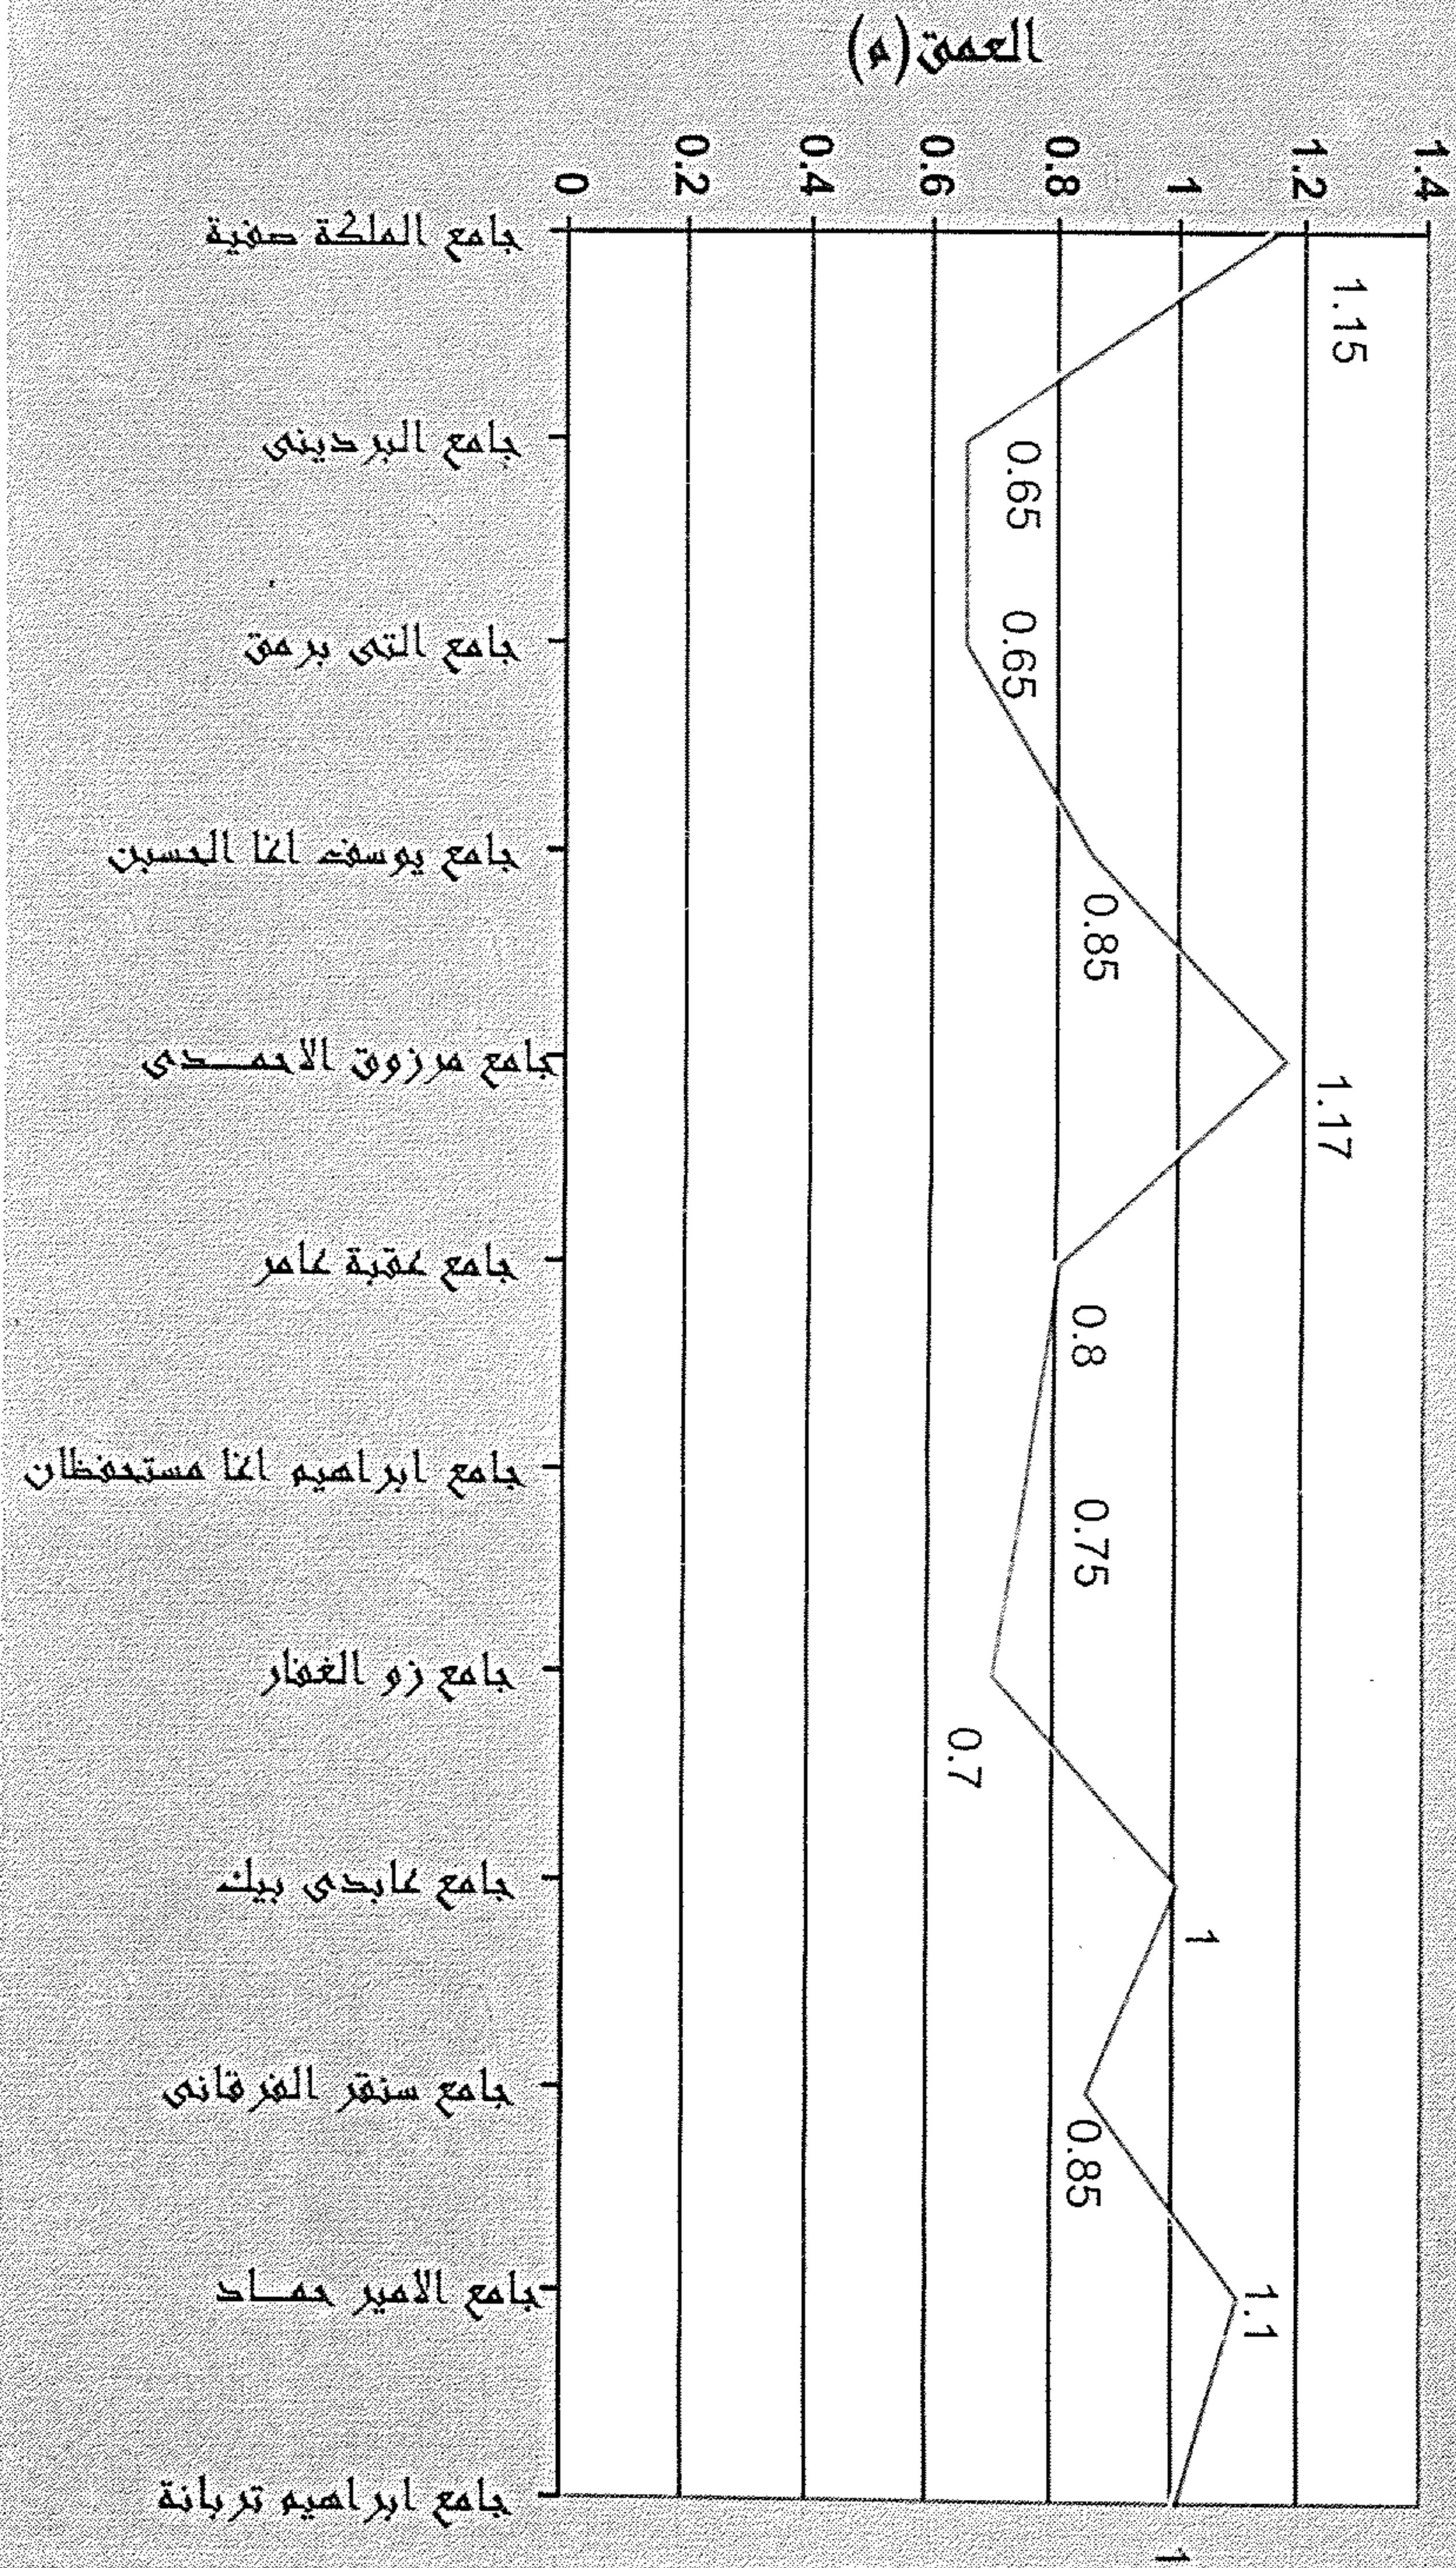 العمق (م)
1.4
1.2
1
0.8
0.6
0.4
0.2
0
1.15
0.65
0.65
0.85
1.17
0.8
0.75
0.7
1
0.85
1.1
1
جامع الملكة صفية
جامع البردينى
جامع التى برمق
جامع يوسف اغا الحسين
جامع مرزوق الاحمــدى
جامع عقبة عامر
جامع ابراهيم اغا مستحفظان
جامع زو الغفار
جامع عابدى بيك
جامع سنقر الفرقانى
جامع الامير حمــاد
جامع ابراهيم تربانة